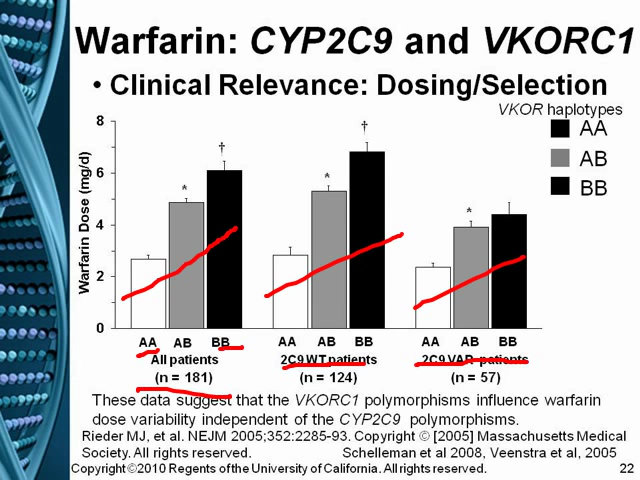 Warfarin: CYP2C9 and VKORC1
• Clinical Relevance: Dosing/Selection
VKOR haplotypes
AA
AB
BB
Warfarin Dose (mg/d)
8
6
4
2
0
*
†
*
†
*
AA AB BB AA AB BB AA AB BB
All patients 2C9 WT patients 2C9 VAR patients
(n = 181) (n = 124) (n = 57)
These data suggest that the VKORC1 polymorphisms influence warfarin
dose variability independent of the CYP2C9 polymorphisms.
Rieder MJ, et al. NEJM 2005;352:2285-93. Copyright © [2005] Massachusetts Medical
Society. All rights reserved. Schelleman et al 2008, Veenstra et al, 2005
Copyright ©2010 Regents of the University of California. All rights reserved. 22